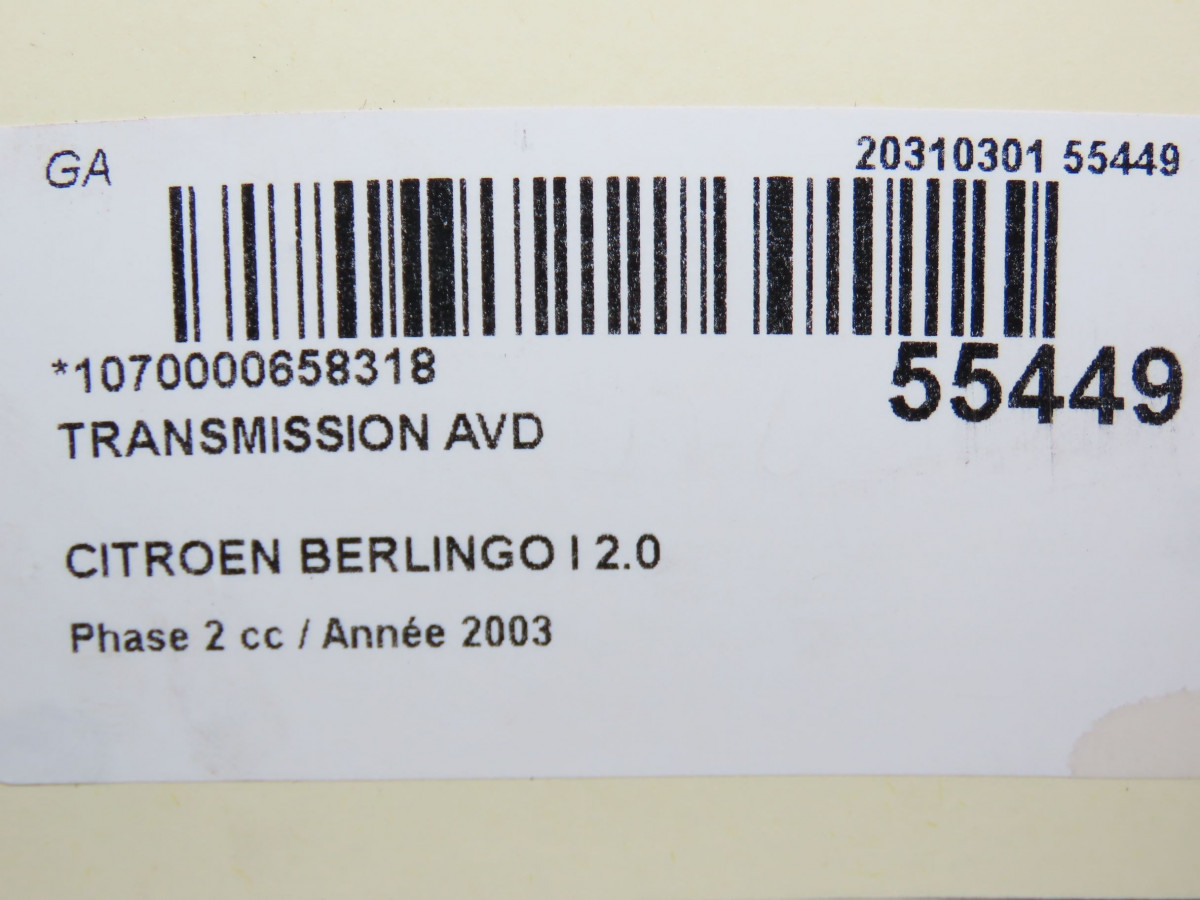 GA
20310301 55449
*1070000658318
55449
TRANSMISSION AVD
CITROEN BERLINGO I 2.0
Phase 2 cc / Année 2003